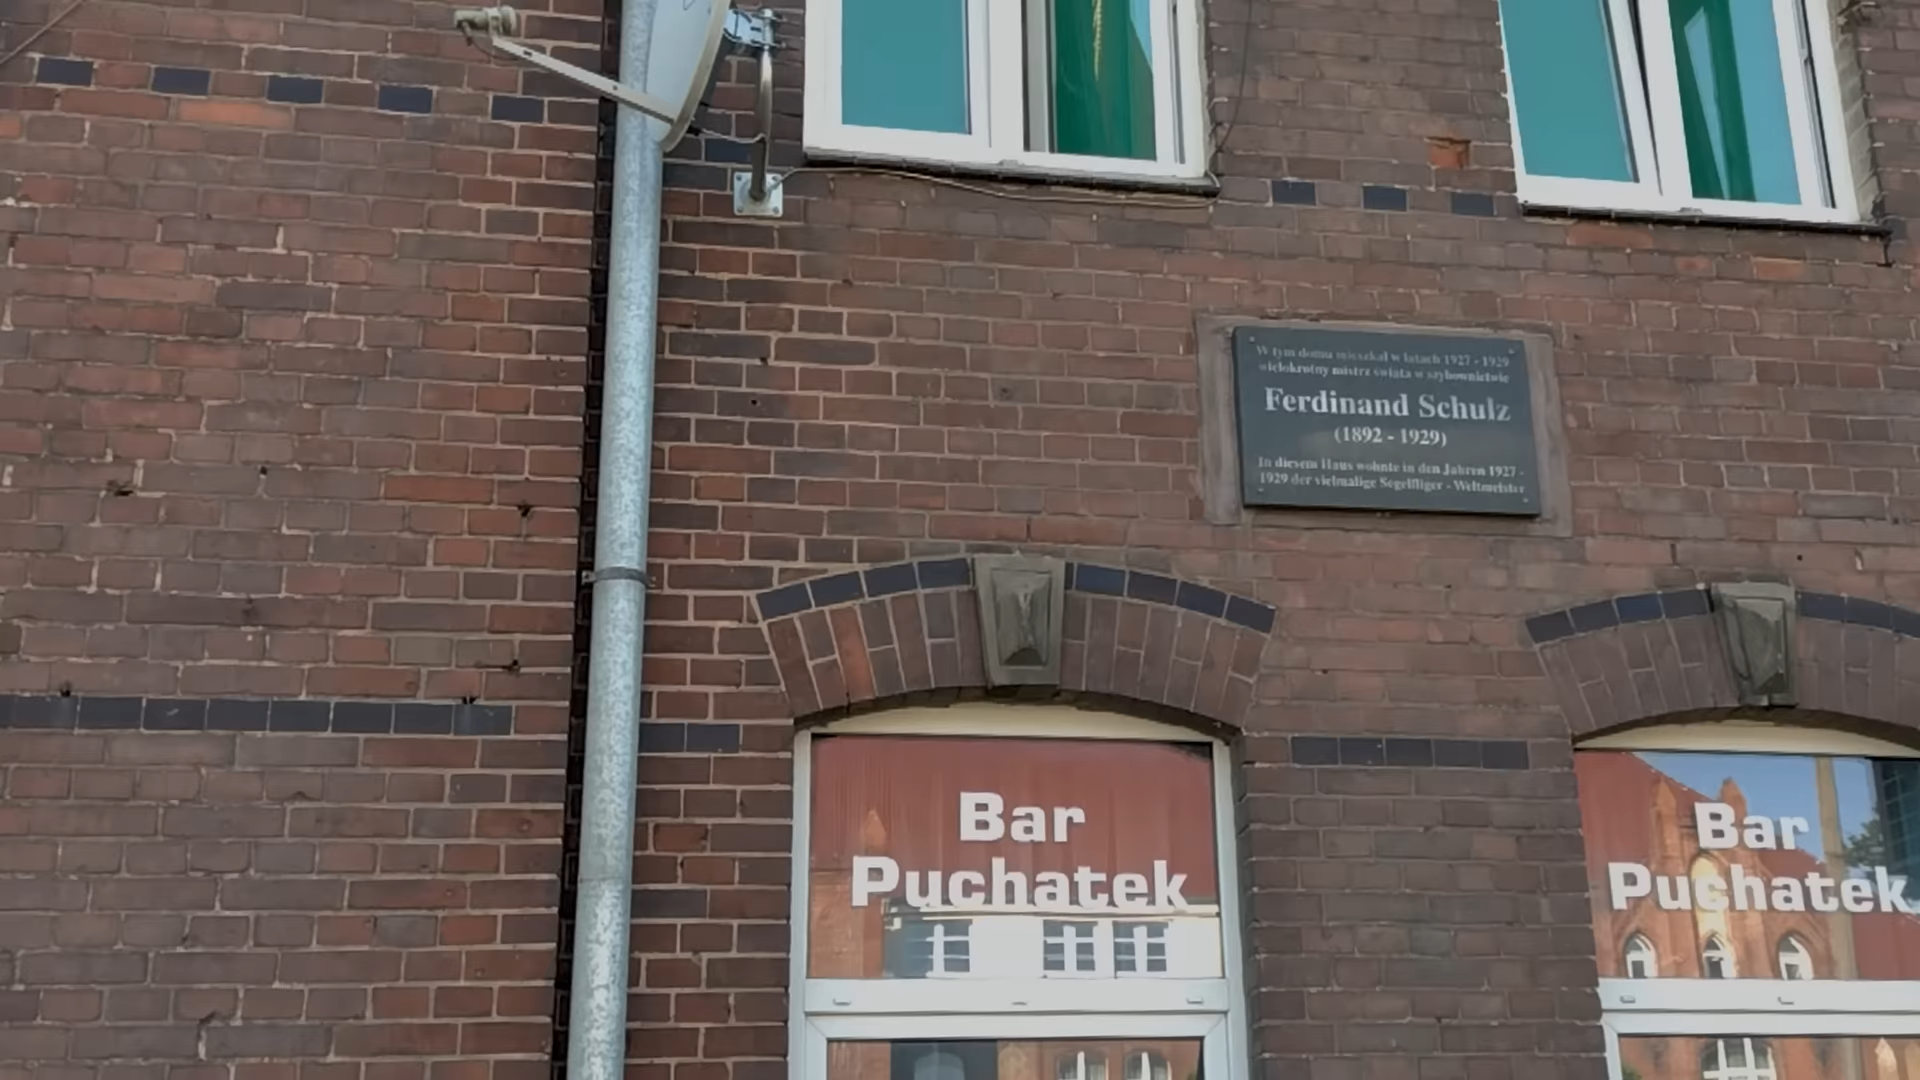 W tym domu mieszkał w latach 1927 - 1929
wielokrotny mistrz świata w szybownictwie
Ferdinand Schulz
(1892 - 1929)
In diesem Haus wohnte in den Jahren 1927 -
1929 der vielmalige Segelfliger - Weltmeister
Bar
Puchatek
Bar
Puchatek